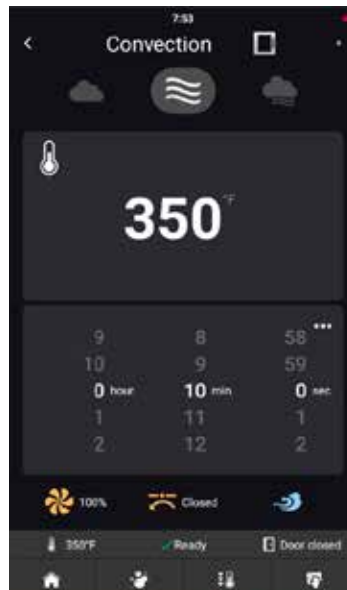 7:53
Convection
350°F
9 8 58
10 9 59
0 hour 10 min 0 sec
1 11 1
2 12 2
100% Closed
350°F Ready Door closed